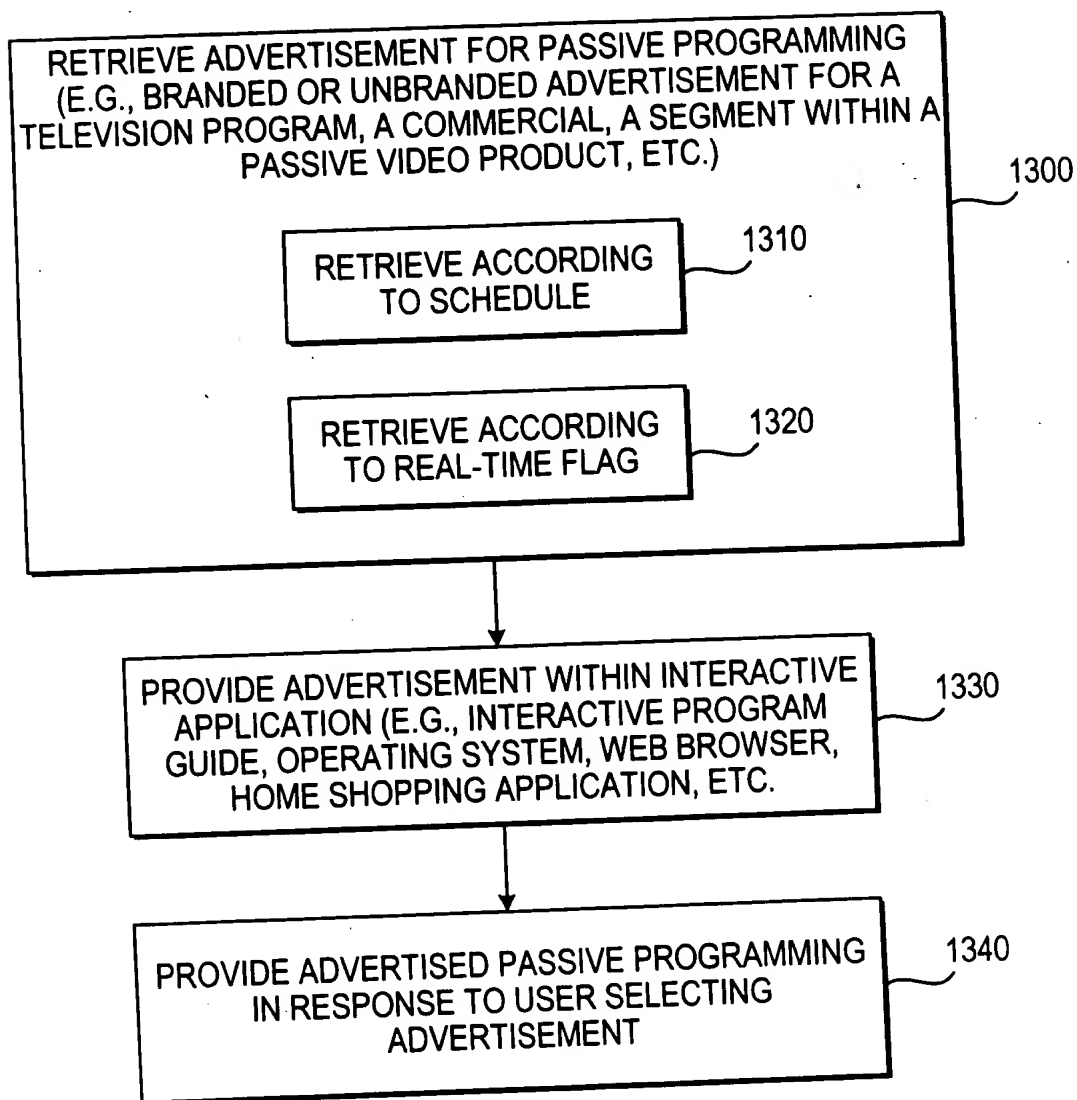 RETRIEVE ADVERTISEMENT FOR PASSIVE PROGRAMMING
(E.G., BRANDED OR UNBRANDED ADVERTISEMENT FOR A
TELEVISION PROGRAM, A COMMERCIAL, A SEGMENT WITHIN A
PASSIVE VIDEO PRODUCT, ETC.)
1300
RETRIEVE ACCORDING
TO SCHEDULE
1310
RETRIEVE ACCORDING
TO REAL-TIME FLAG
1320
PROVIDE ADVERTISEMENT WITHIN INTERACTIVE
APPLICATION (E.G., INTERACTIVE PROGRAM
GUIDE, OPERATING SYSTEM, WEB BROWSER,
HOME SHOPPING APPLICATION, ETC.
1330
PROVIDE ADVERTISED PASSIVE PROGRAMMING
IN RESPONSE TO USER SELECTING
ADVERTISEMENT
1340